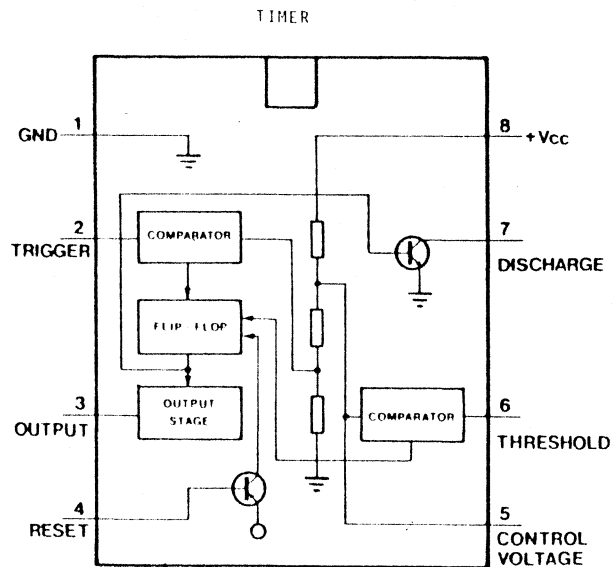 TIMER
1
GND
8
+Vcc
2
TRIGGER
COMPARATOR
7
DISCHARGE
FLIP-FLOP
3
OUTPUT
OUTPUT
STAGE
COMPARATOR
6
THRESHOLD
4
RESET
5
CONTROL
VOLTAGE